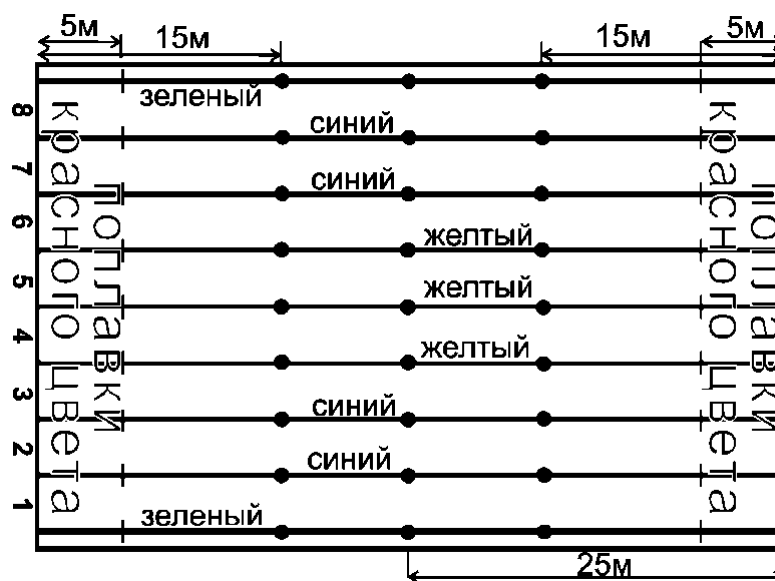 5м
15м
15м
5м
зеленый
8
синий
7
синий
6
желтый
5
желтый
4
желтый
3
синий
2
синий
1
зеленый
поплавки
красного цвета
поплавки
красного цвета
25м